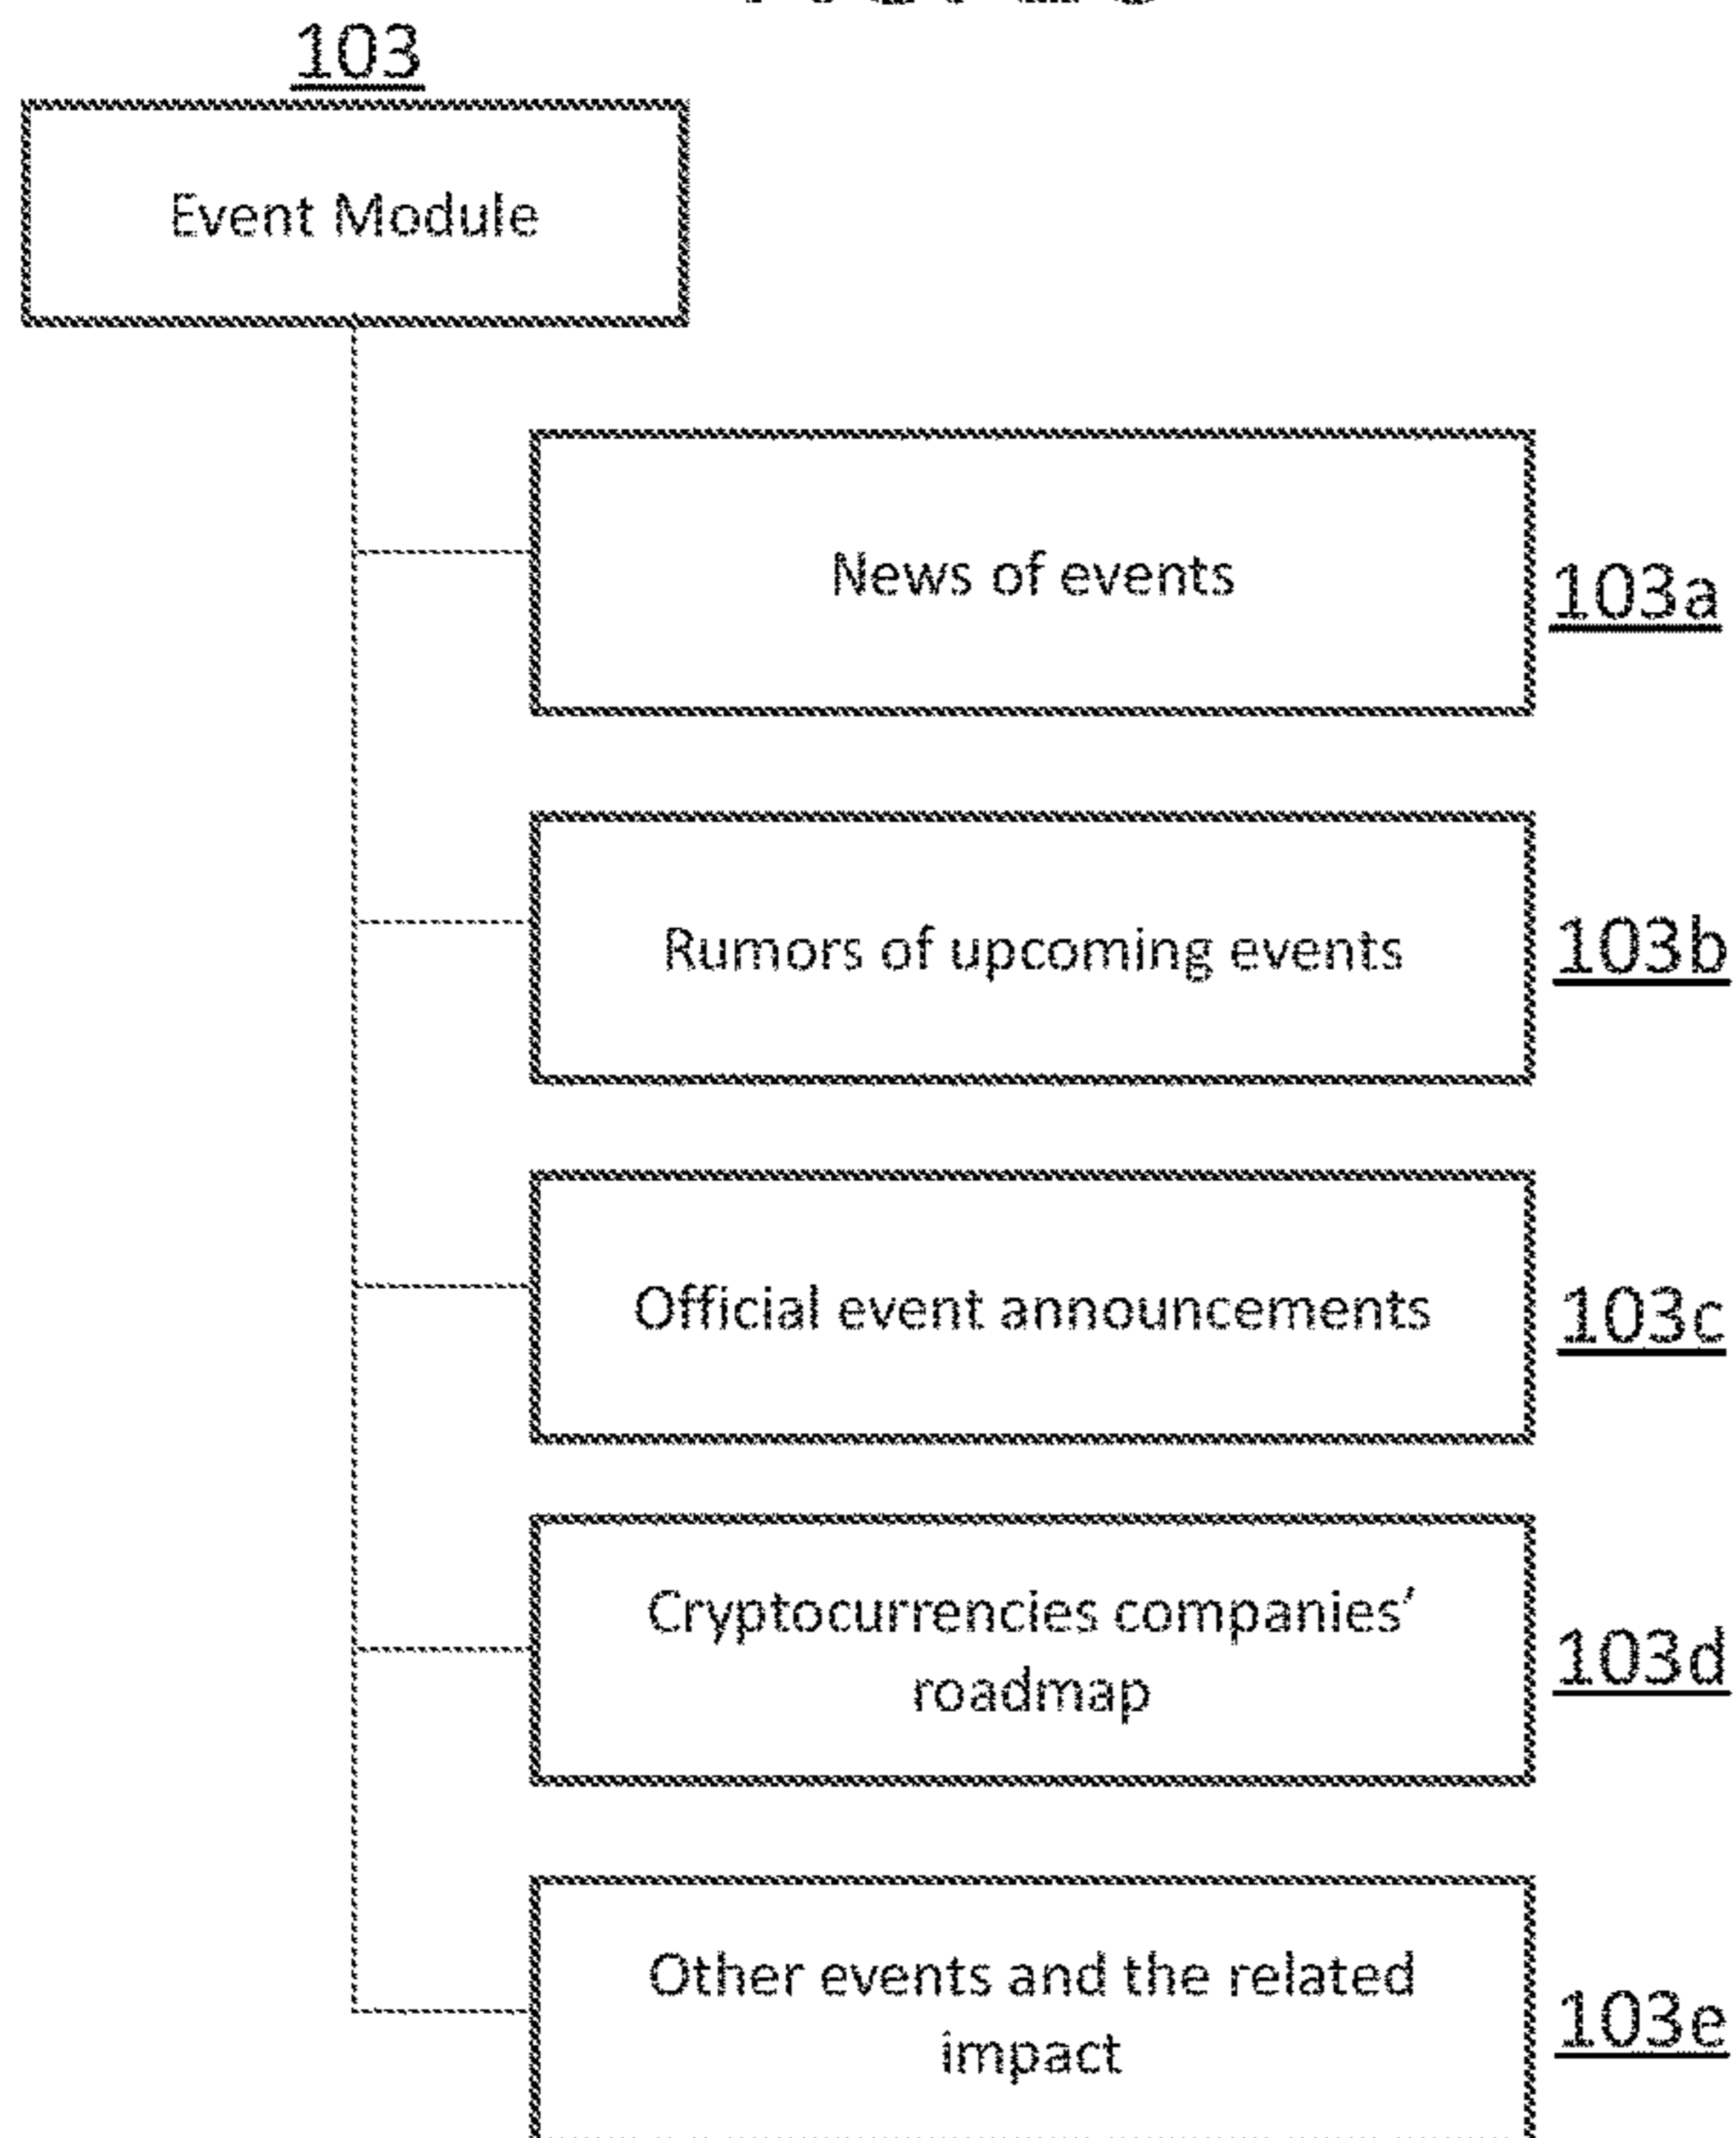 103
Event Module
News of events
103a
Rumors of upcoming events
103b
Official event announcements
103c
Cryptocurrencies companies’
roadmap
103d
Other events and the related
impact
103e